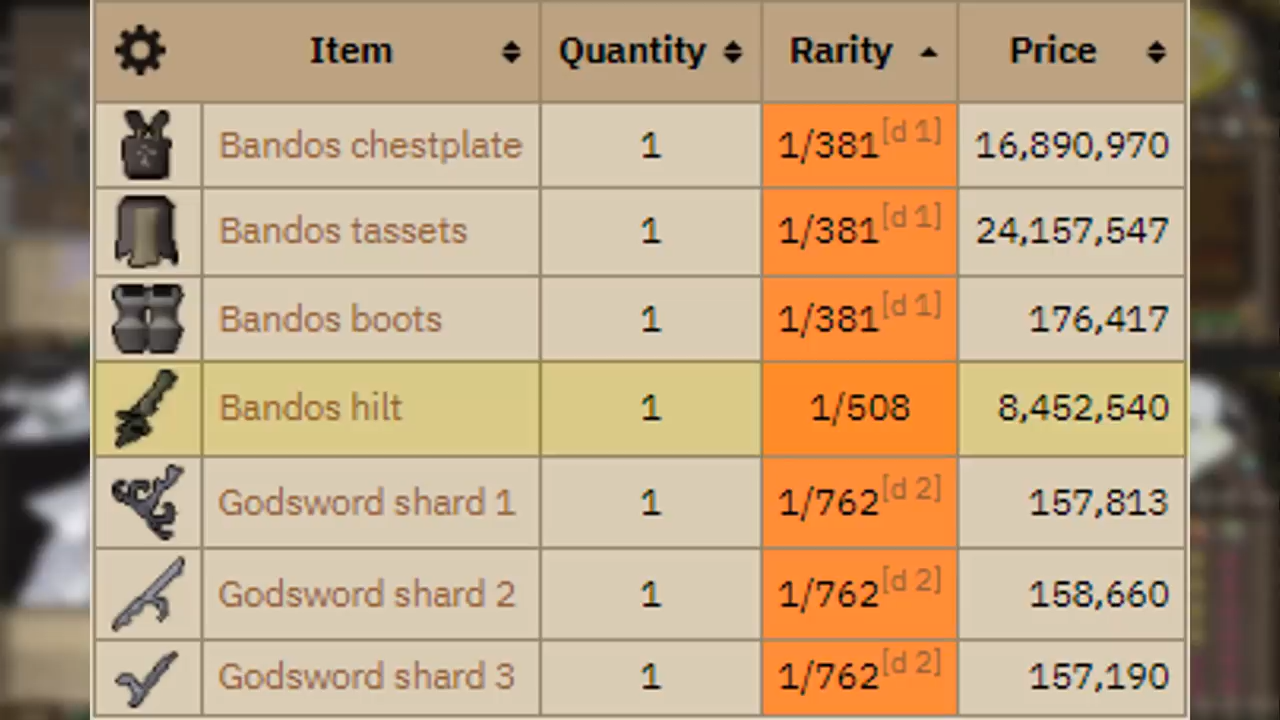 Item Quantity Rarity Price
Bandos chestplate 1 1/381[d 1] 16,890,970
Bandos tassets 1 1/381[d 1] 24,157,547
Bandos boots 1 1/381[d 1] 176,417
Bandos hilt 1 1/508 8,452,540
Godsword shard 1 1 1/762[d 2] 157,813
Godsword shard 2 1 1/762[d 2] 158,660
Godsword shard 3 1 1/762[d 2] 157,190